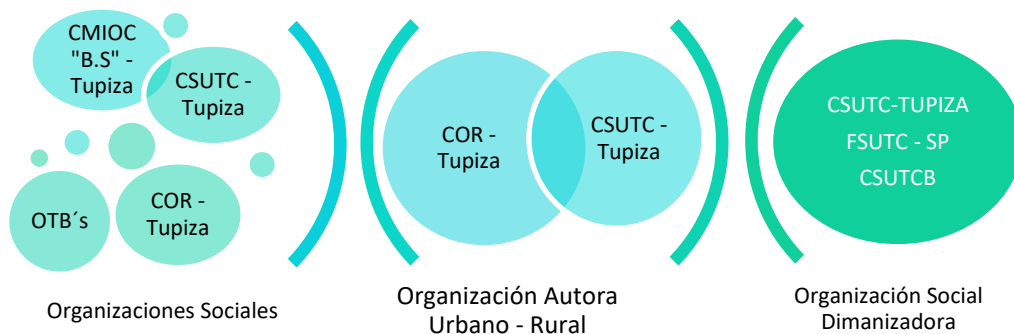 CMIOC
"B.S" -
Tupiza
CSUTC -
Tupiza
OTB´s
COR -
Tupiza
Organizaciones Sociales
COR -
Tupiza
CSUTC -
Tupiza
Organización Autora
Urbano - Rural
CSUTC-TUPIZA
FSUTC - SP
CSUTCB
Organización Social
Dimanizadora